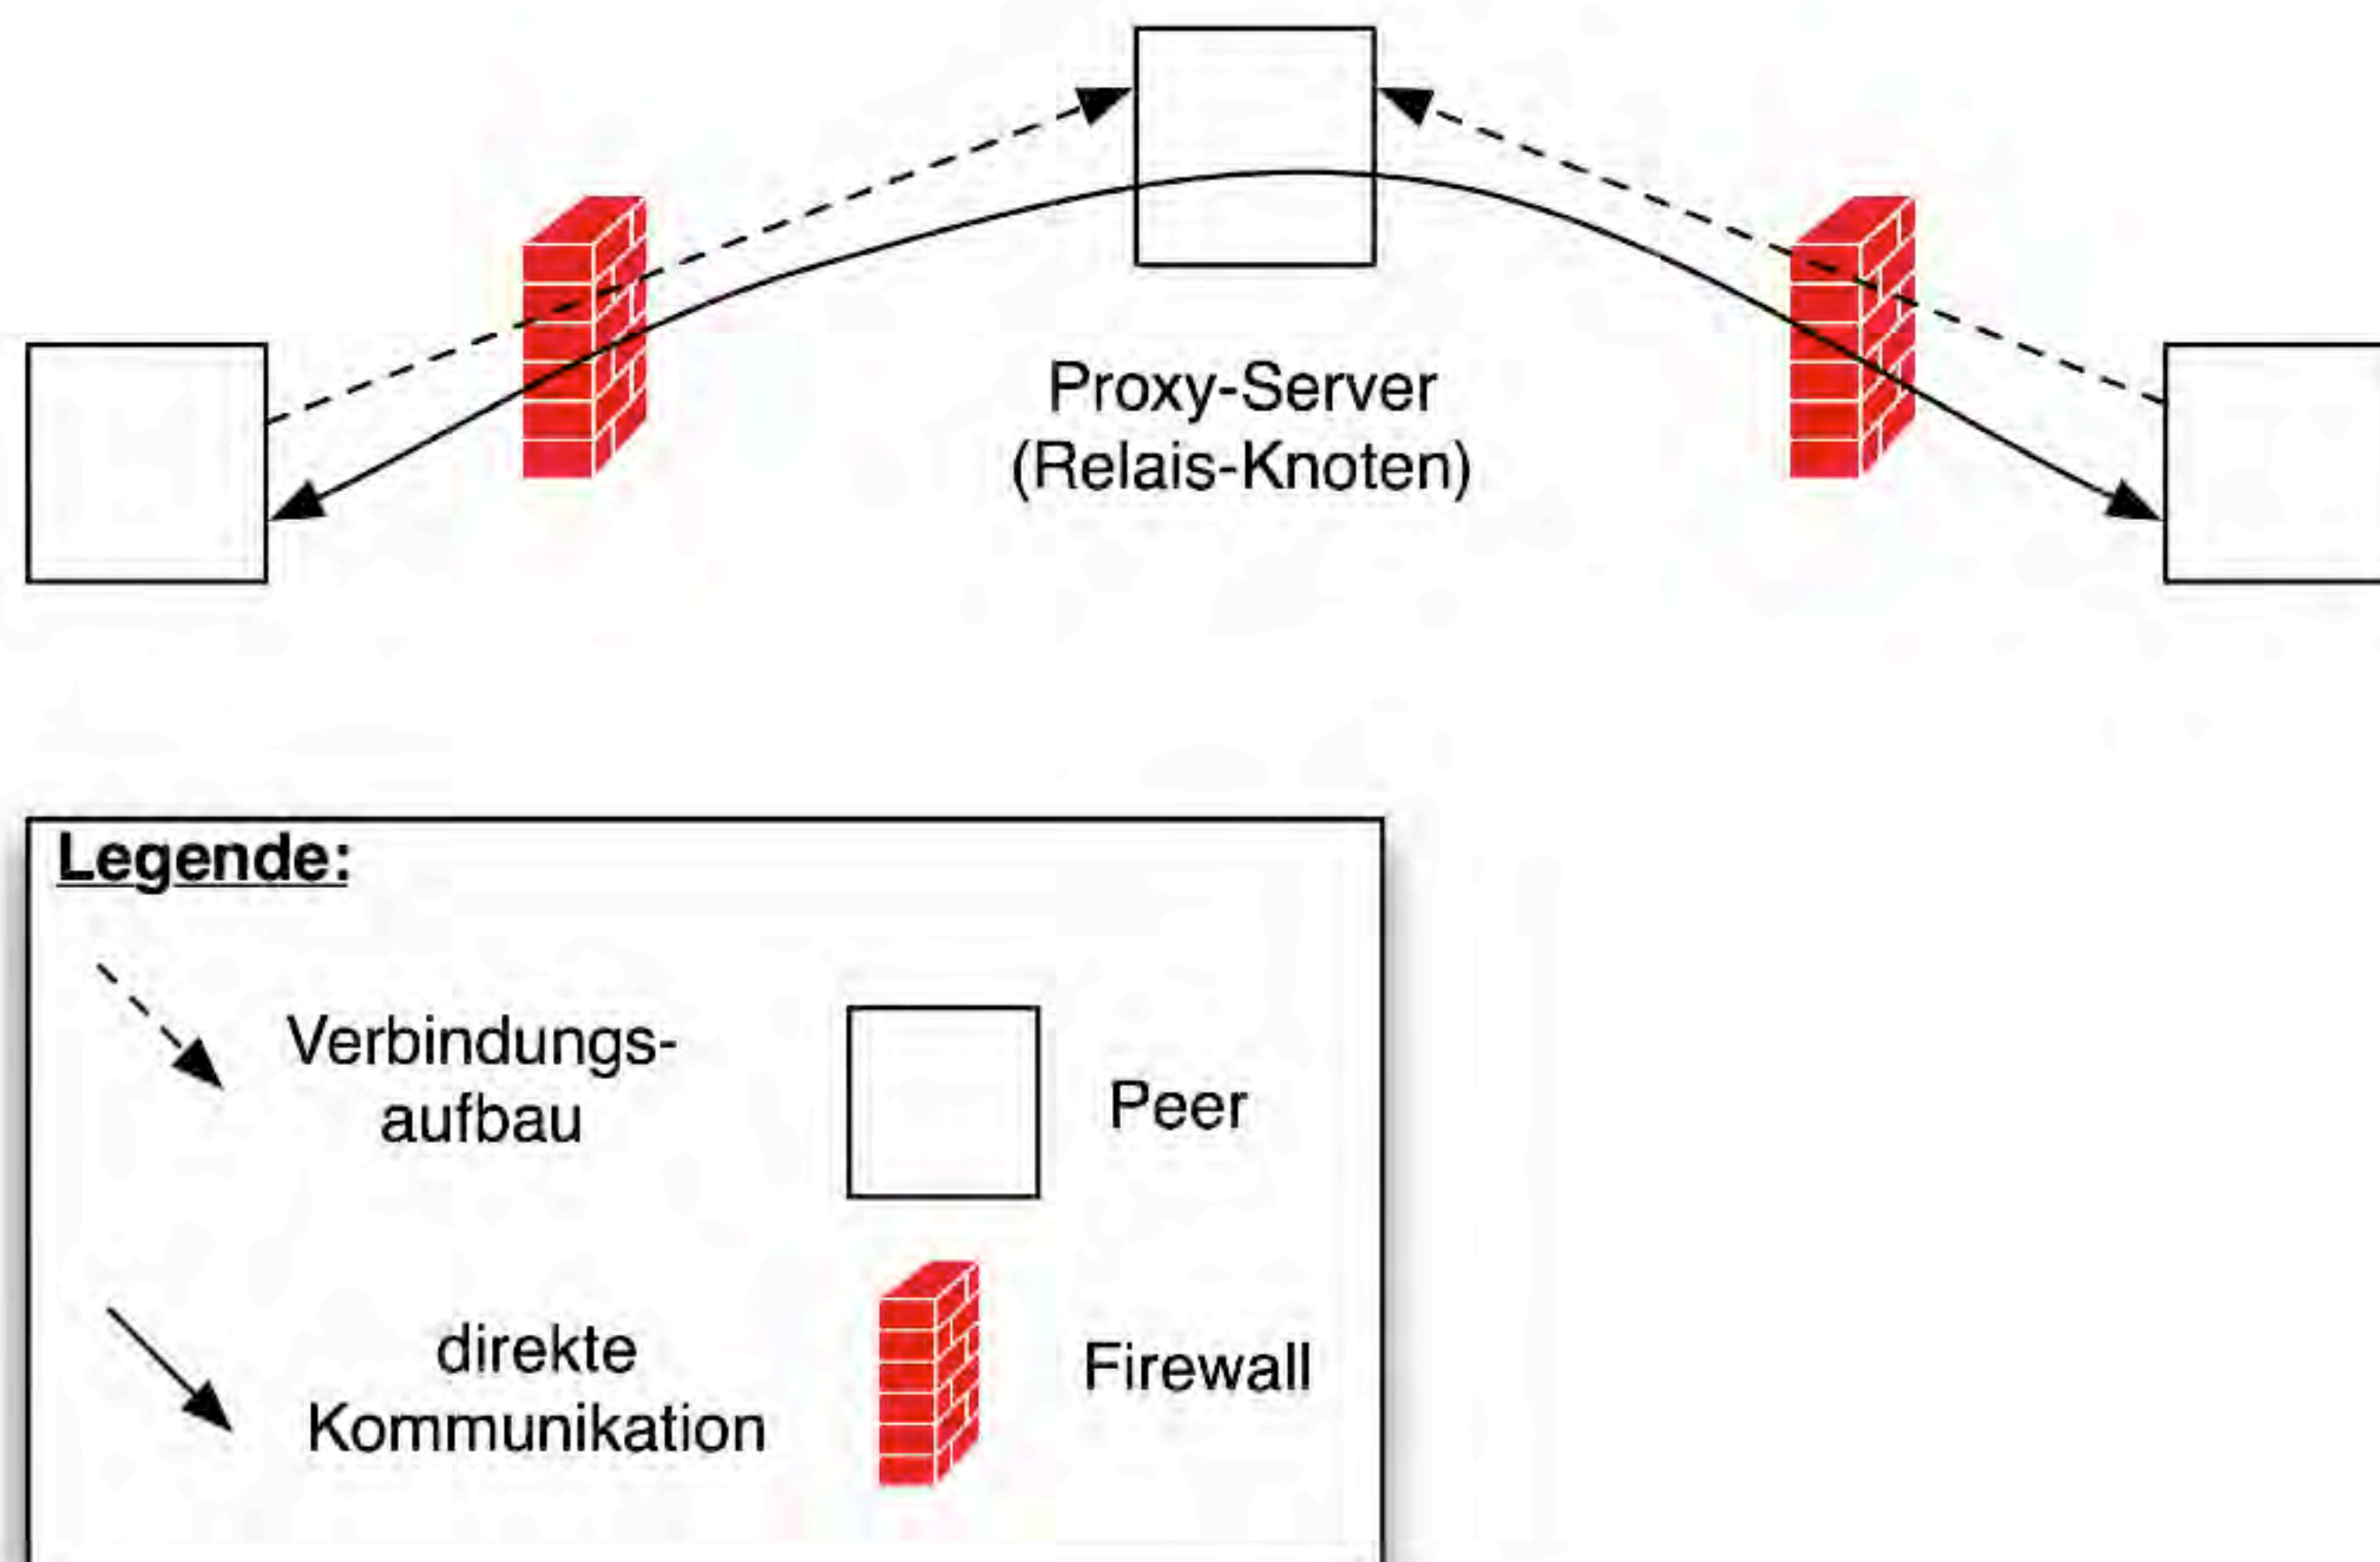 Proxy-Server
(Relais-Knoten)
Legende:
Verbindungs-
aufbau
Peer
direkte
Kommunikation
Firewall